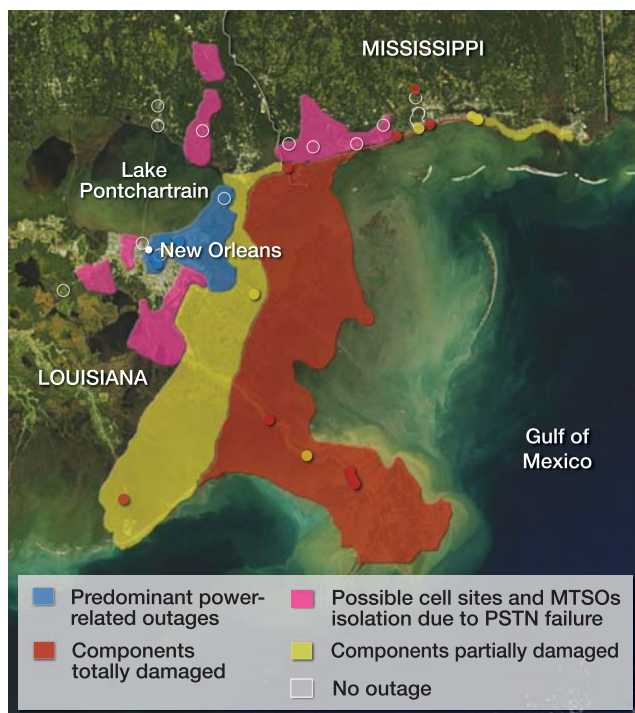 MISSISSIPPI
Lake
Pontchartrain
New Orleans
LOUISIANA
Gulf of
Mexico
Predominant power-
related outages
Components
totally damaged
Possible cell sites and MTSOs
isolation due to PSTN failure
Components partially damaged
No outage